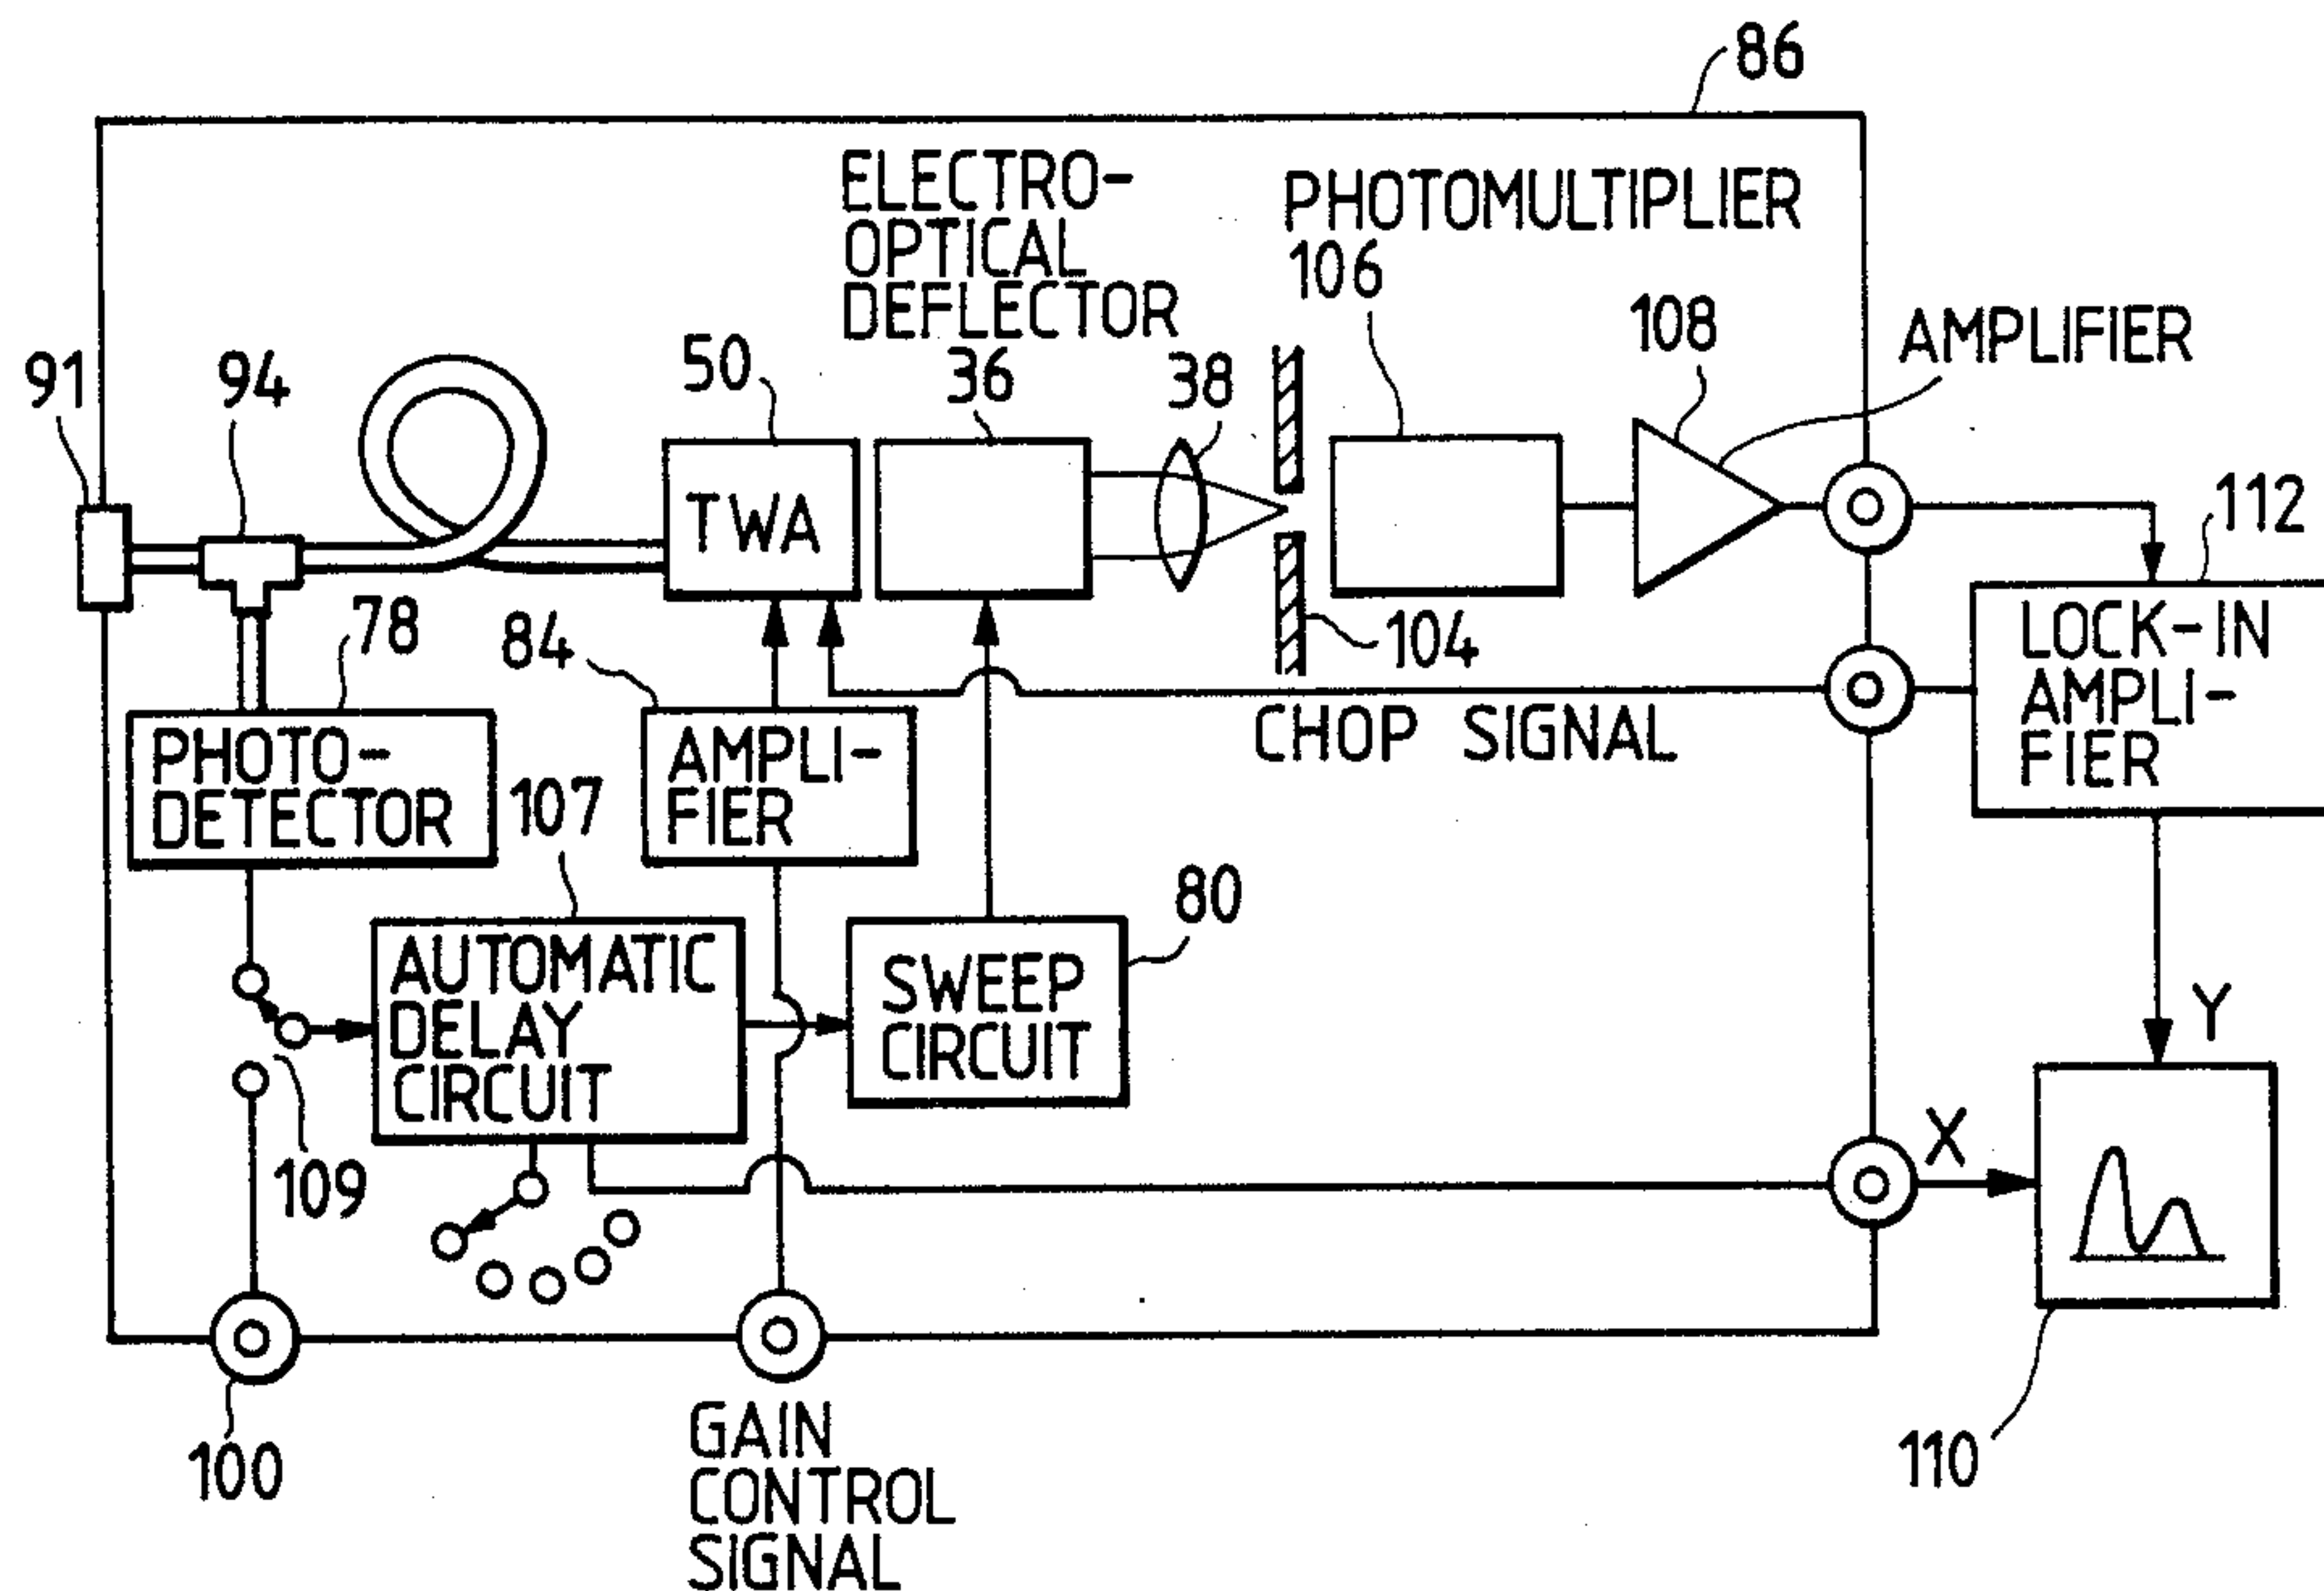 86
ELECTRO-
OPTICAL
DEFLECTOR
36
PHOTOMULTIPLIER
106
108
AMPLIFIER
91
94
50
38
112
TWA
LOCK-IN
AMPLI-
FIER
78
84
104
CHOP SIGNAL
PHOTO-
DETECTOR
107
AMPLI-
FIER
80
AUTOMATIC
DELAY
CIRCUIT
SWEEP
CIRCUIT
Y
X
109
100
110
GAIN
CONTROL
SIGNAL